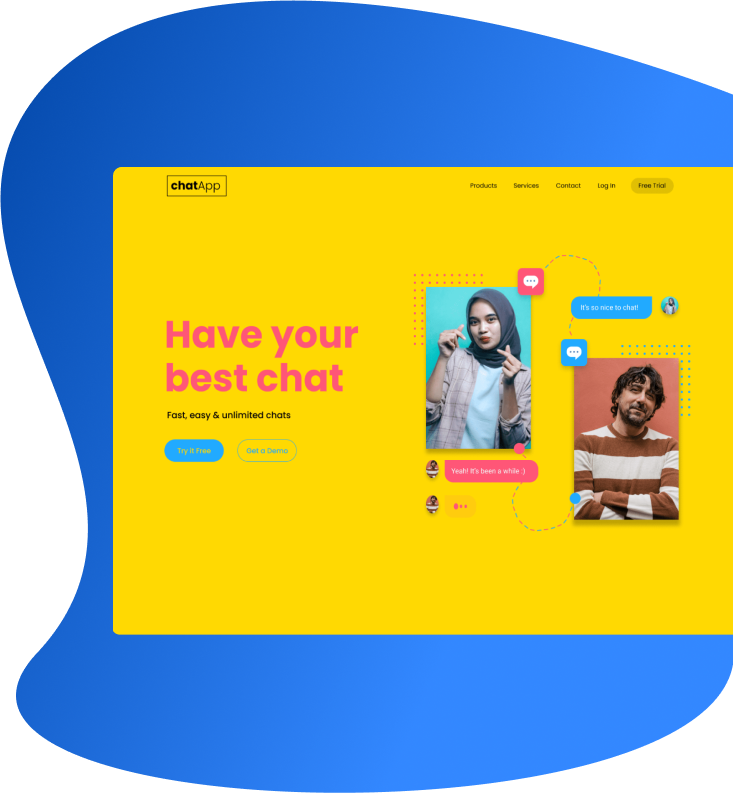 chatApp
Products Services Contact Log In Free Trial
Have your
best chat
Fast, easy & unlimited chats
Try it Free Get a Demo
It's so nice to chat!
Yeah! It's been a while :)